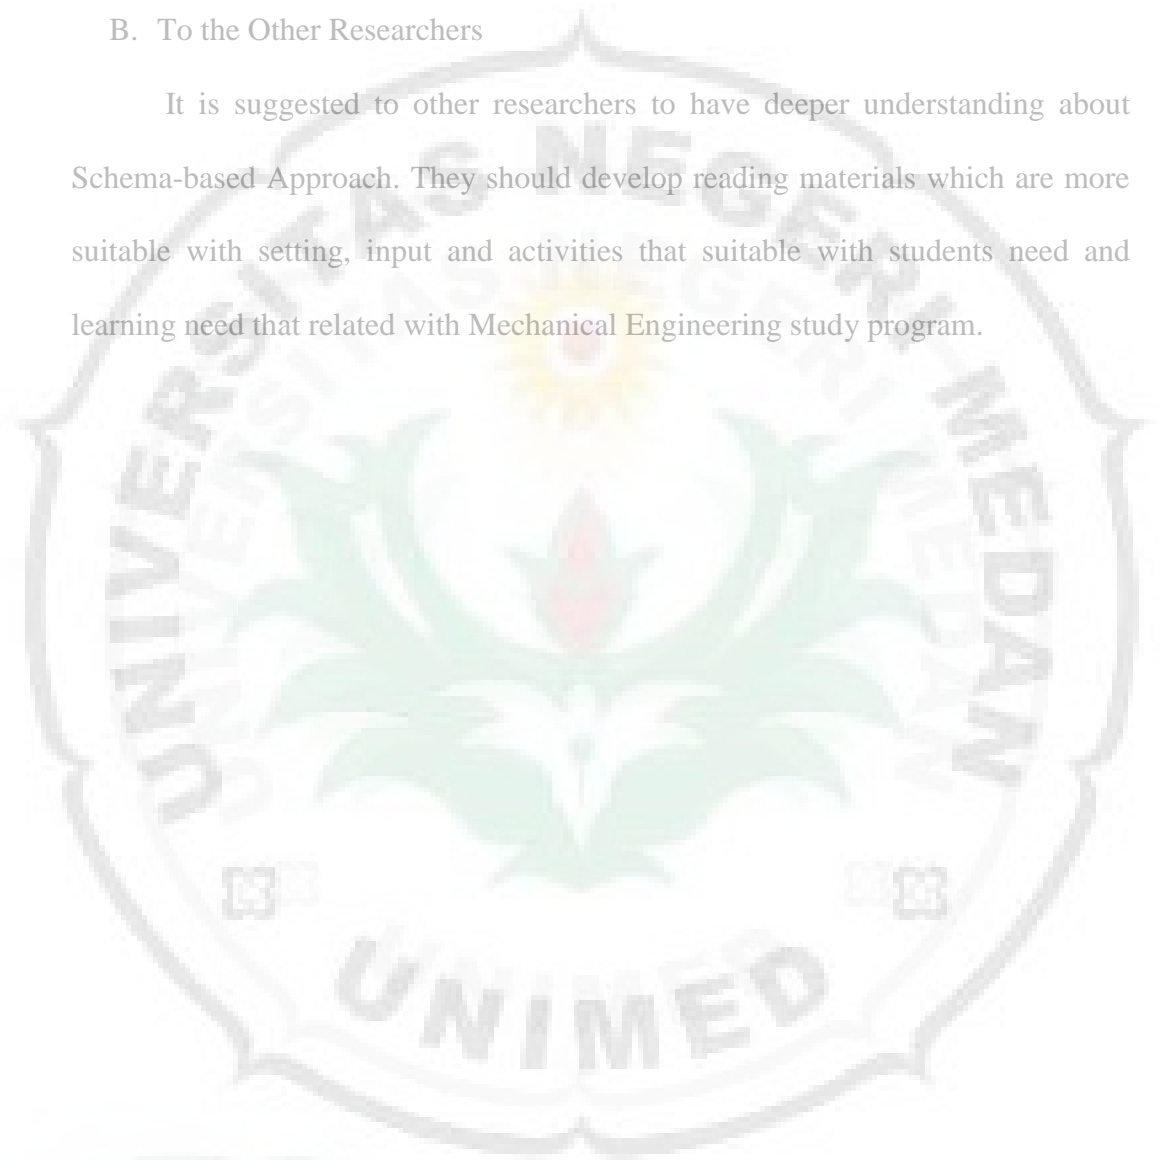 B. To the Other Researchers
It is suggested to other researchers to have deeper understanding about
Schema-based Approach. They should develop reading materials which are more
suitable with setting, input and activities that suitable with students need and
learning need that related with Mechanical Engineering study program.
UNIVERSITAS NEGERI MEDAN
UNIMED